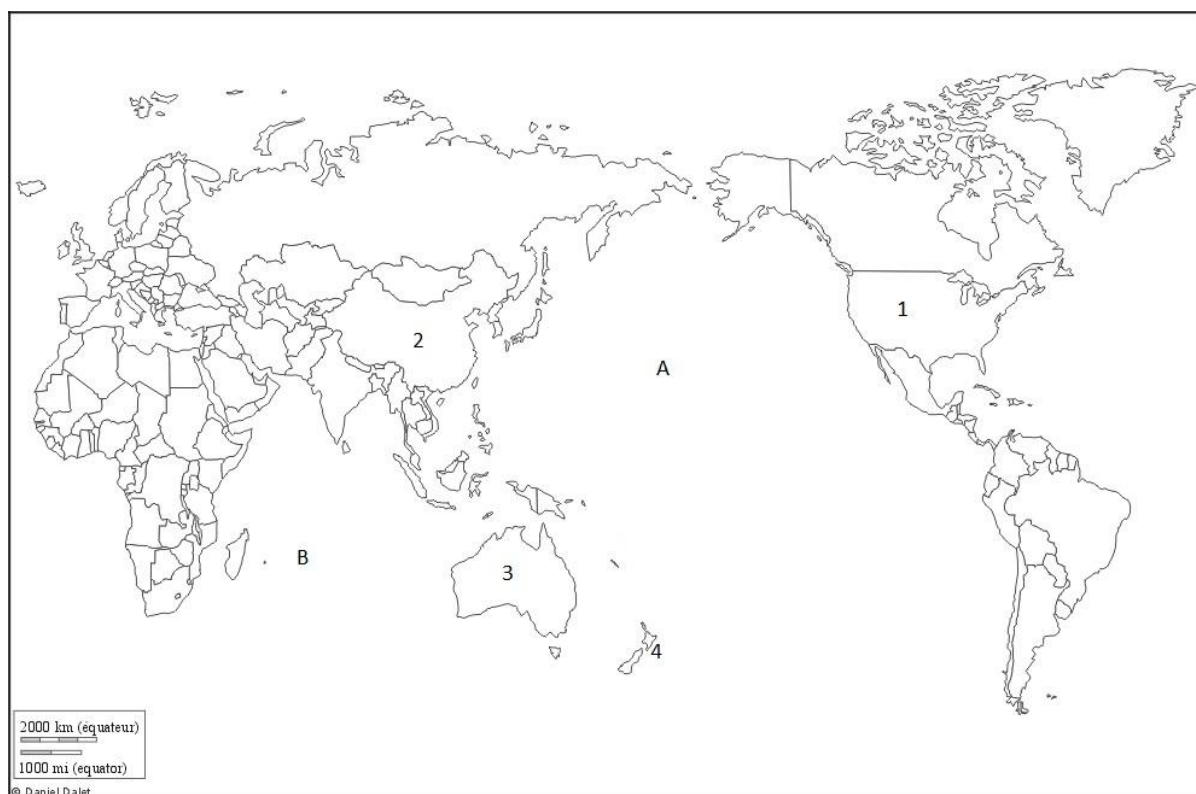 1
2
A
B
3
4
2000 km (équateur)
1000 mi (equator)
© Daniel Dalet